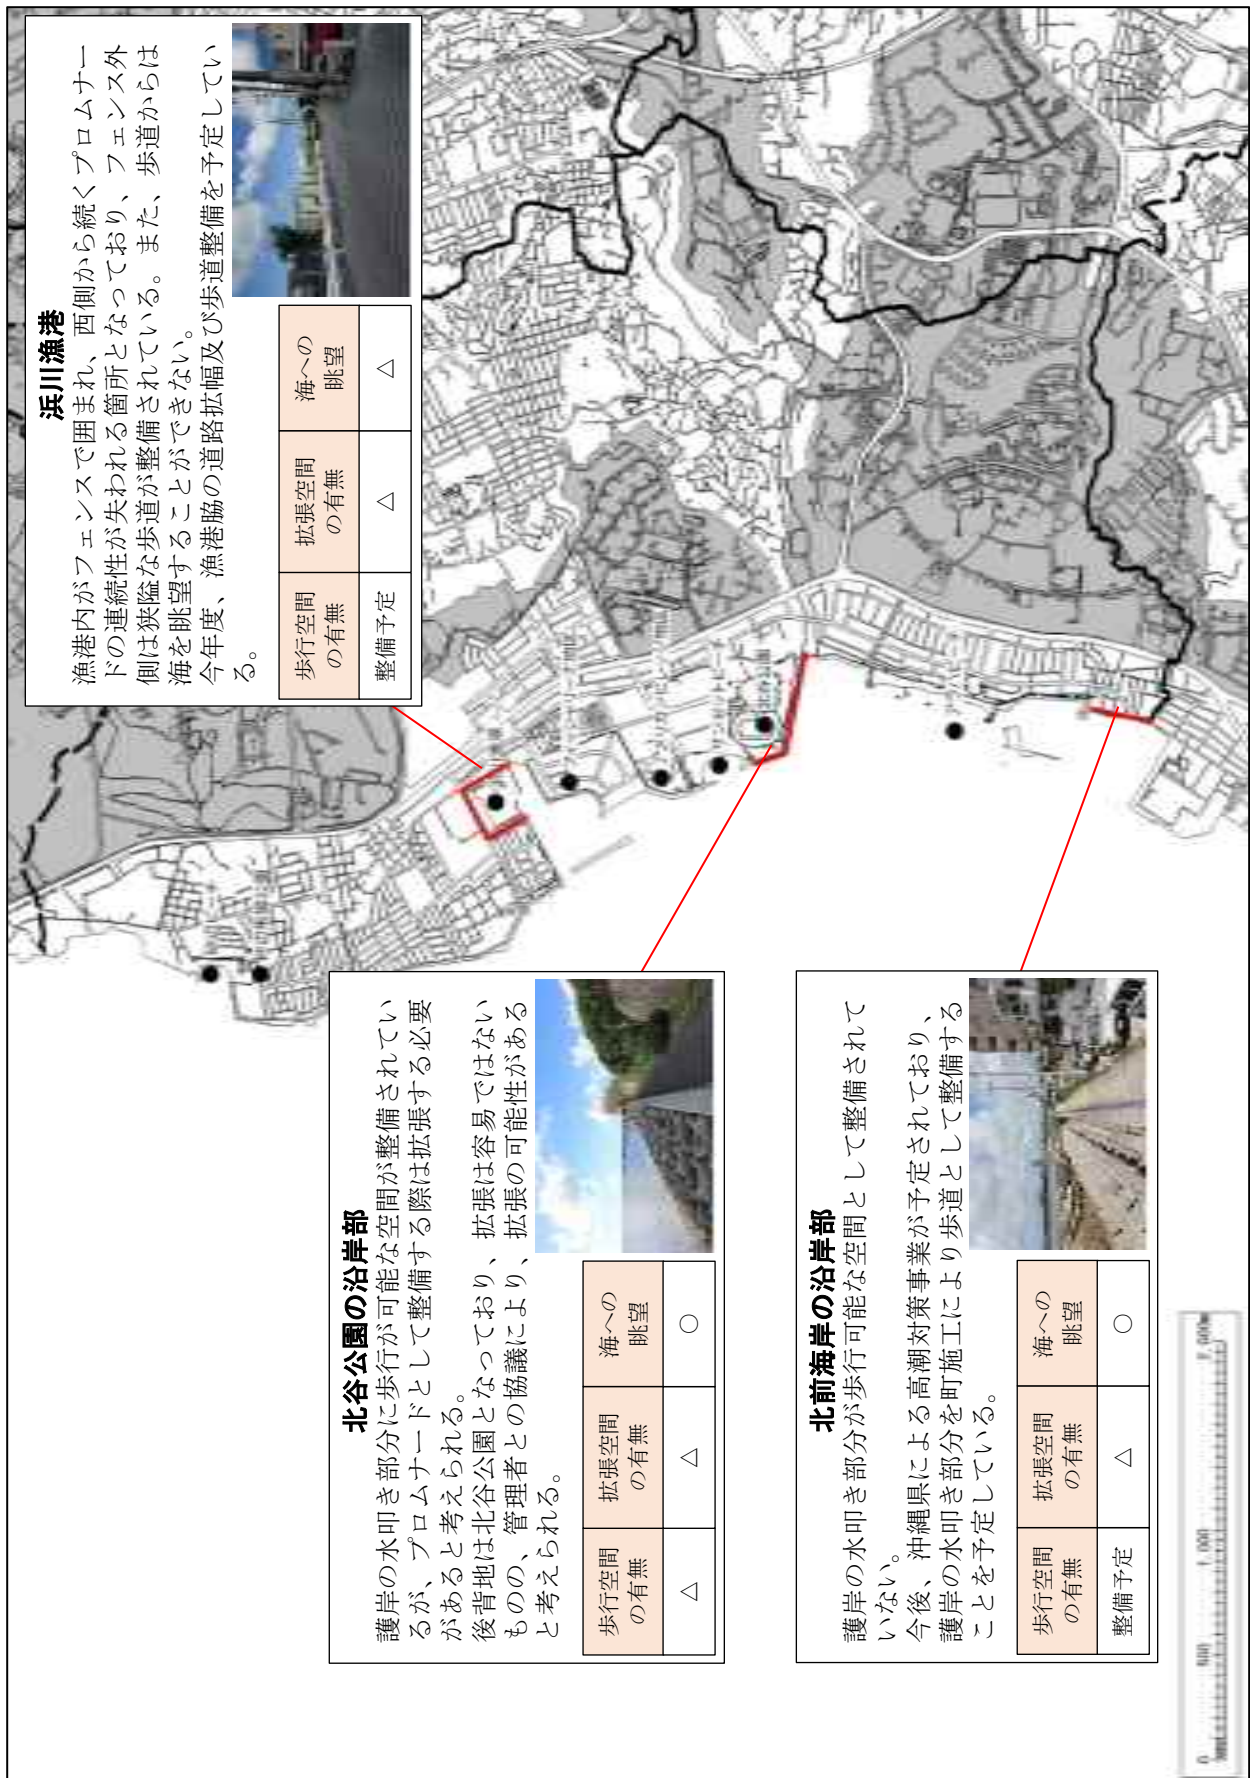 浜川漁港
漁港内がフェンスで囲まれ、西側から続くプロムナー
ドの連続性が失われる箇所となっており、フェンス外
側は狭隘な歩道が整備されている。また、歩道からは
海を眺望することができない。
今年度、漁港脇の道路拡幅及び歩道整備を予定してい
る。
歩行空間
の有無
拡張空間
の有無
海への
眺望
整備予定
△
△
北谷公園の沿岸部
護岸の水叩き部分に歩行が可能な空間が整備されてい
るが、プロムナードとして整備する際は拡張する必要
があると考えられる。
後背地は北谷公園となっており、拡張は容易ではない
ものの、管理者との協議により、拡張の可能性がある
と考えられる。
歩行空間
の有無
拡張空間
の有無
海への
眺望
△
△
○
北前海岸の沿岸部
護岸の水叩き部分が歩行可能な空間として整備されて
いない。
今後、沖縄県による高潮対策事業が予定されており、
護岸の水叩き部分を町施工により歩道として整備する
ことを予定している。
歩行空間
の有無
拡張空間
の有無
海への
眺望
整備予定
△
○
0 500 1,000